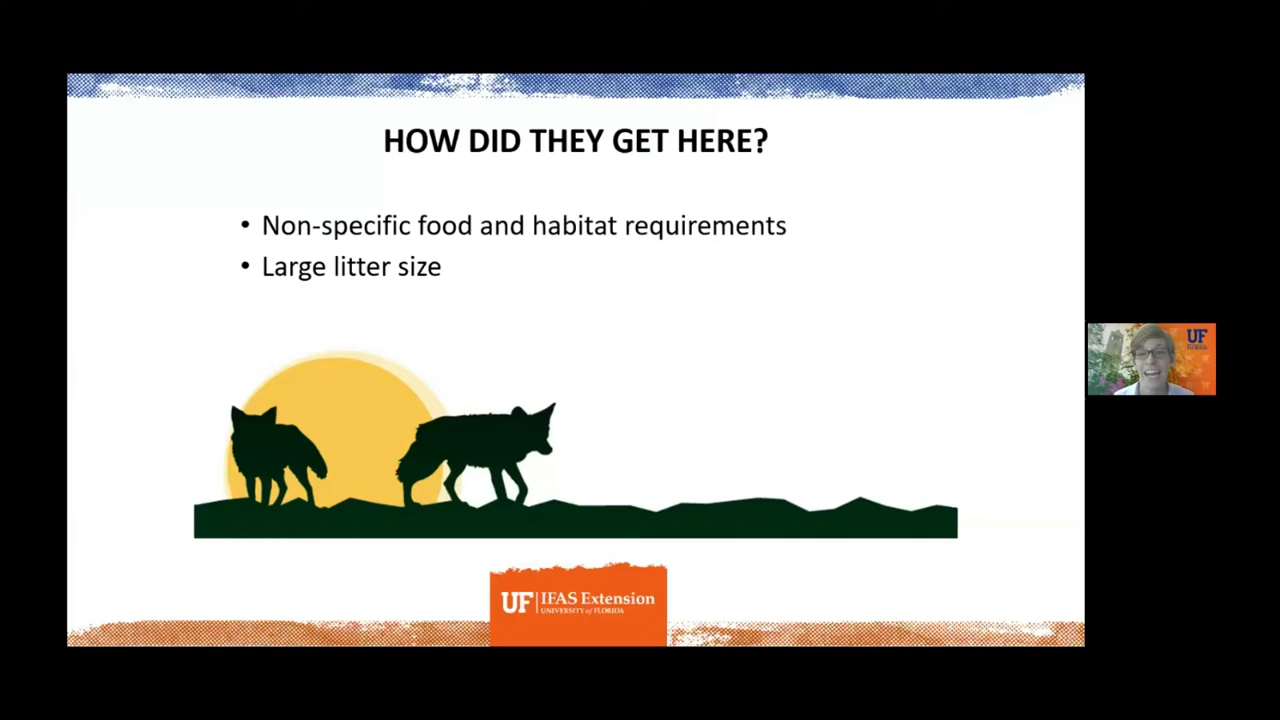 HOW DID THEY GET HERE?
• Non-specific food and habitat requirements
• Large litter size
UF
UF | IFAS Extension
UNIVERSITY of FLORIDA